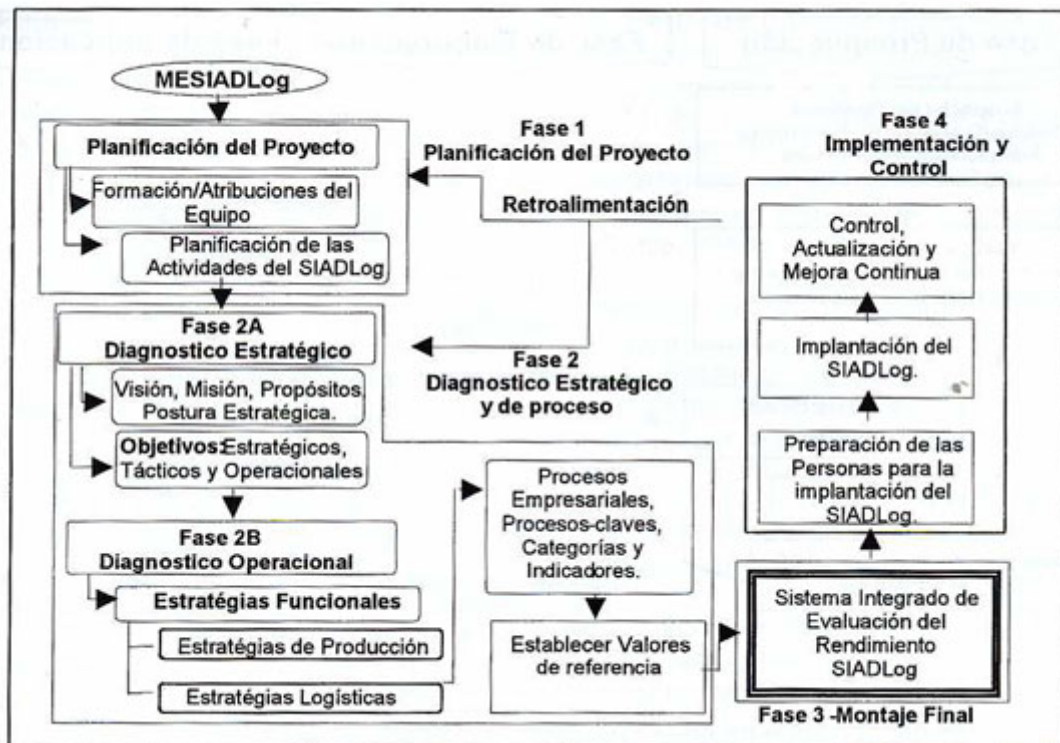 MESIADLog
Planificación del Proyecto
Formación/Atribuciones del
Equipo
Planificación de las
Actividades del SIADLog
Fase 1
Planificación del Proyecto
Retroalimentación
Fase 2A
Diagnostico Estratégico
Visión, Misión, Propósitos
Postura Estratégica.
Objetivos: Estratégicos,
Tácticos y Operacionales
Fase 2
Diagnostico Estratégico
y de proceso
Fase 2B
Diagnostico Operacional
Estratégias Funcionales
Estratégias de Producción
Estratégias Logísticas
Procesos
Empresariales,
Procesos-claves,
Categorías y
Indicadores.
Establecer Valores
de referencia
Sistema Integrado de
Evaluación del
Rendimiento
SIADLog
Fase 3 -Montaje Final
Fase 4
Implementación y
Control
Control,
Actualización y
Mejora Continua
Implantación del
SIADLog.
Preparación de las
Personas para la
implantación del
SIADLog.